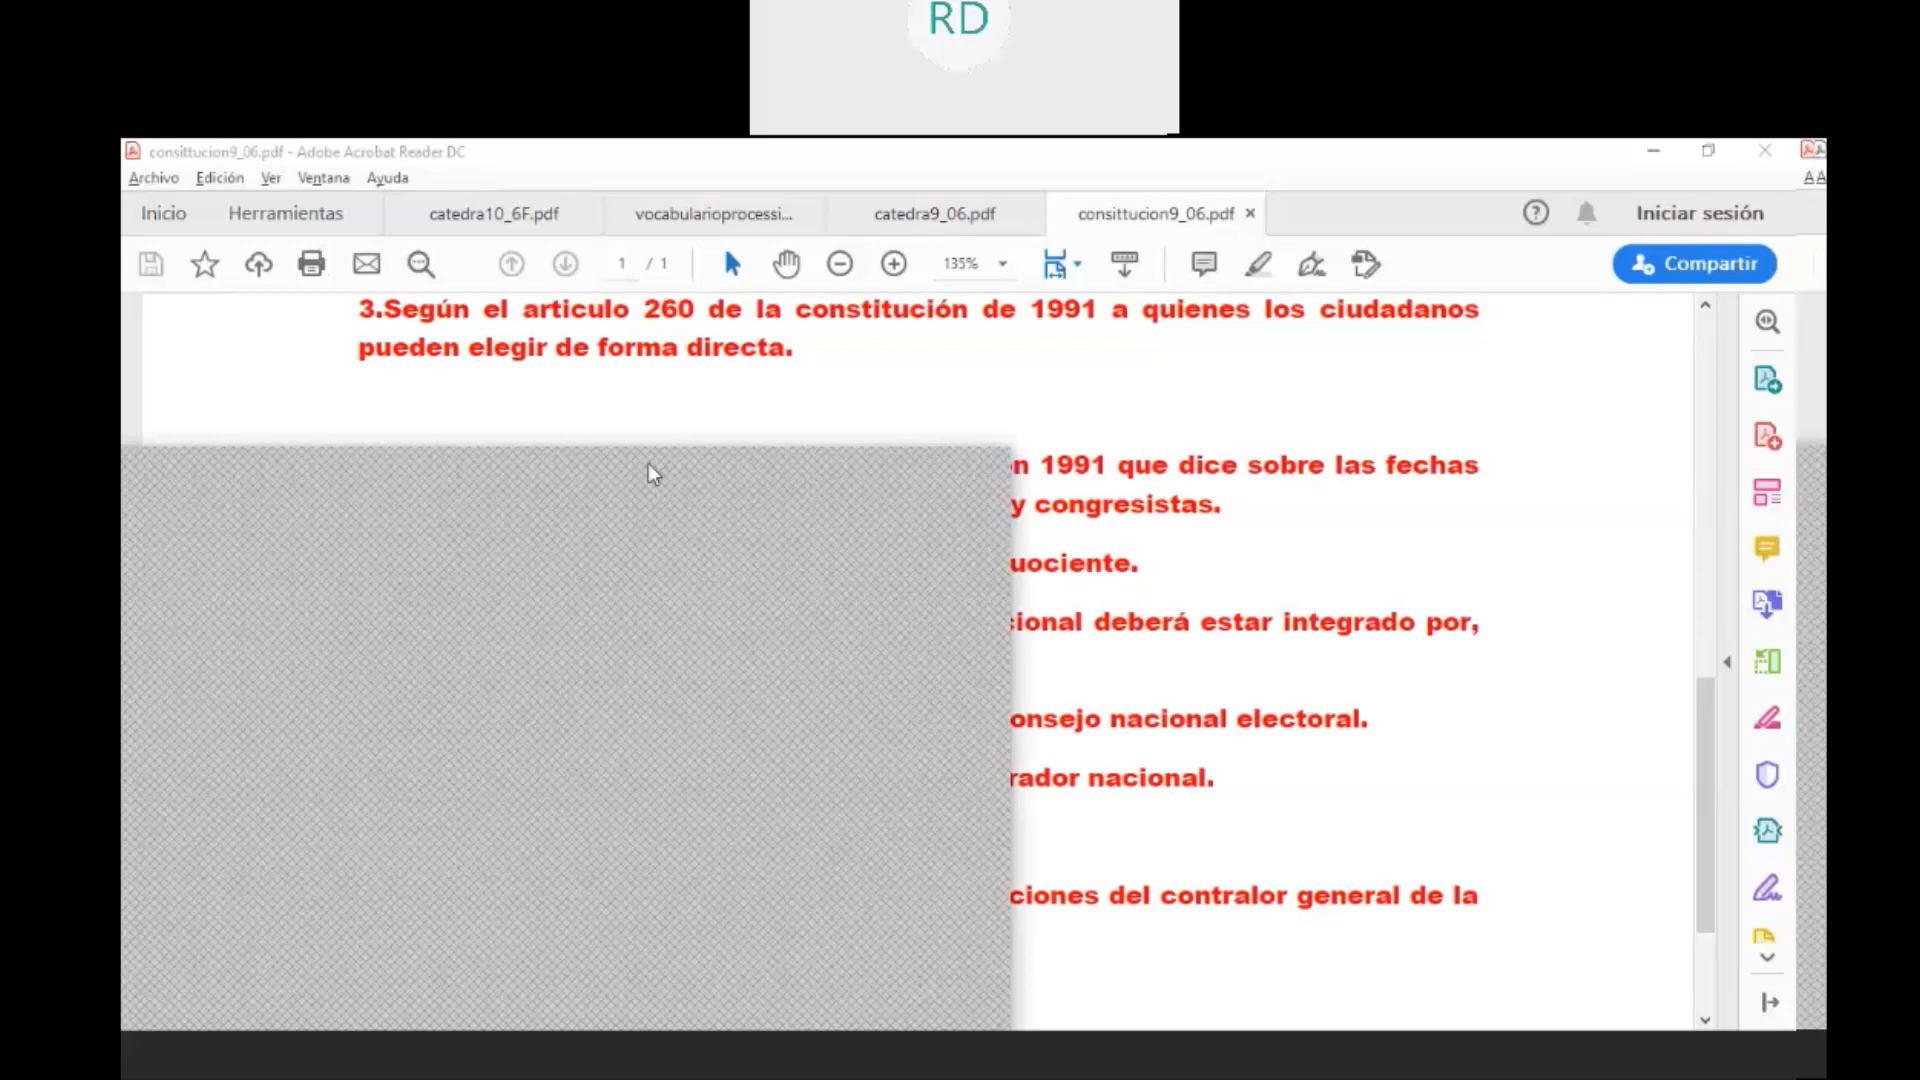 RD
consittucion9_06.pdf - Adobe Acrobat Reader DC
Archivo Edición Ver Ventana Ayuda
Inicio Herramientas catedra10_6F.pdf vocabularioprocessi... catedra9_06.pdf consittucion9_06.pdf × Iniciar sesión
1 / 1 135% Compartir
3.Según el articulo 260 de la constitución de 1991 a quienes los ciudadanos
pueden elegir de forma directa.
1991 que dice sobre las fechas
y congresistas.
uociente.
cional deberá estar integrado por,
onsejo nacional electoral.
rador nacional.
ciones del contralor general de la